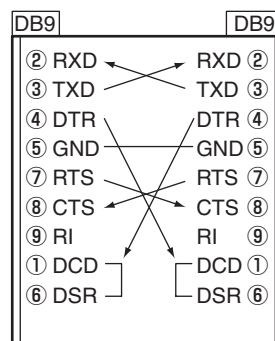 DB9 DB9
② RXD RXD ②
③ TXD TXD ③
④ DTR DTR ④
⑤ GND GND ⑤
⑦ RTS RTS ⑦
⑧ CTS CTS ⑧
⑨ RI RI ⑨
① DCD DCD ①
⑥ DSR DSR ⑥